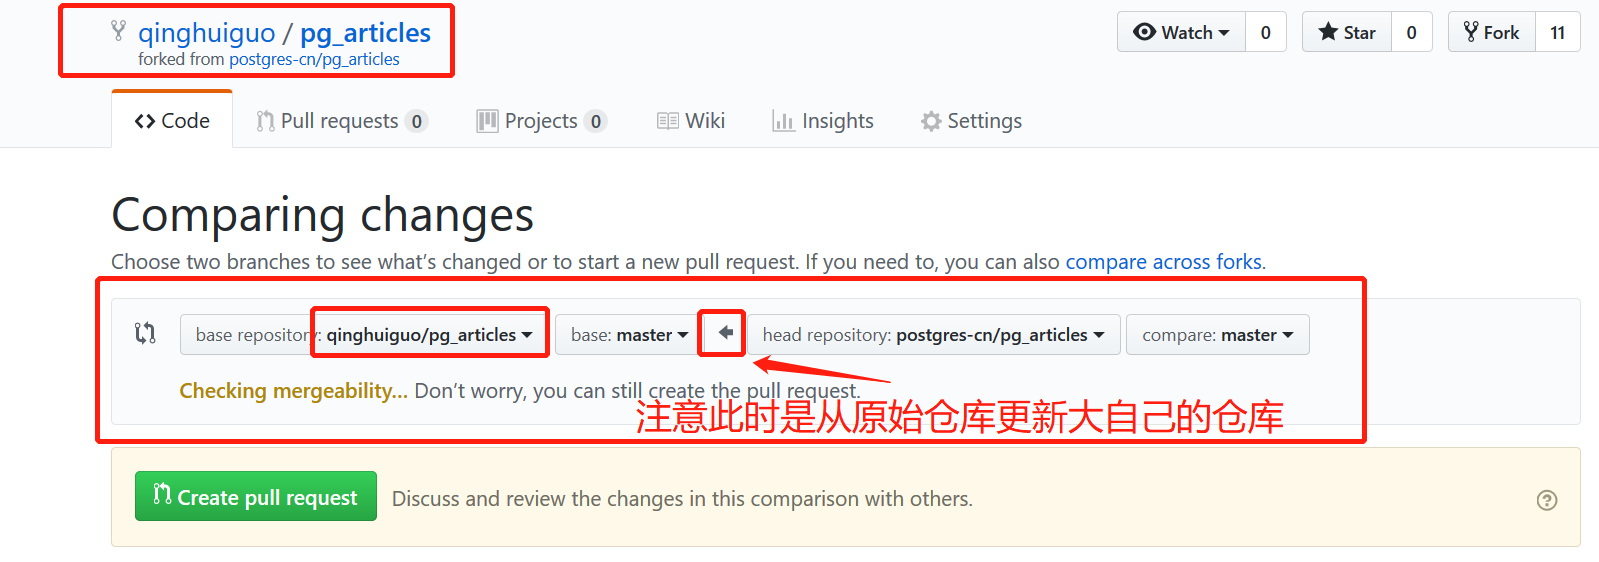 qinghuiguo / pg_articles
forked from postgres-cn/pg_articles
Watch 0 Star 0 Fork 11
Code Pull requests 0 Projects 0 Wiki Insights Settings
Comparing changes
Choose two branches to see what's changed or to start a new pull request. If you need to, you can also compare across forks.
base repository: qinghuiguo/pg_articles base: master head repository: postgres-cn/pg_articles compare: master
Checking mergeability... Don't worry, you can still create the pull request.
注意此时是从原始仓库更新大自己的仓库
Create pull request Discuss and review the changes in this comparison with others.